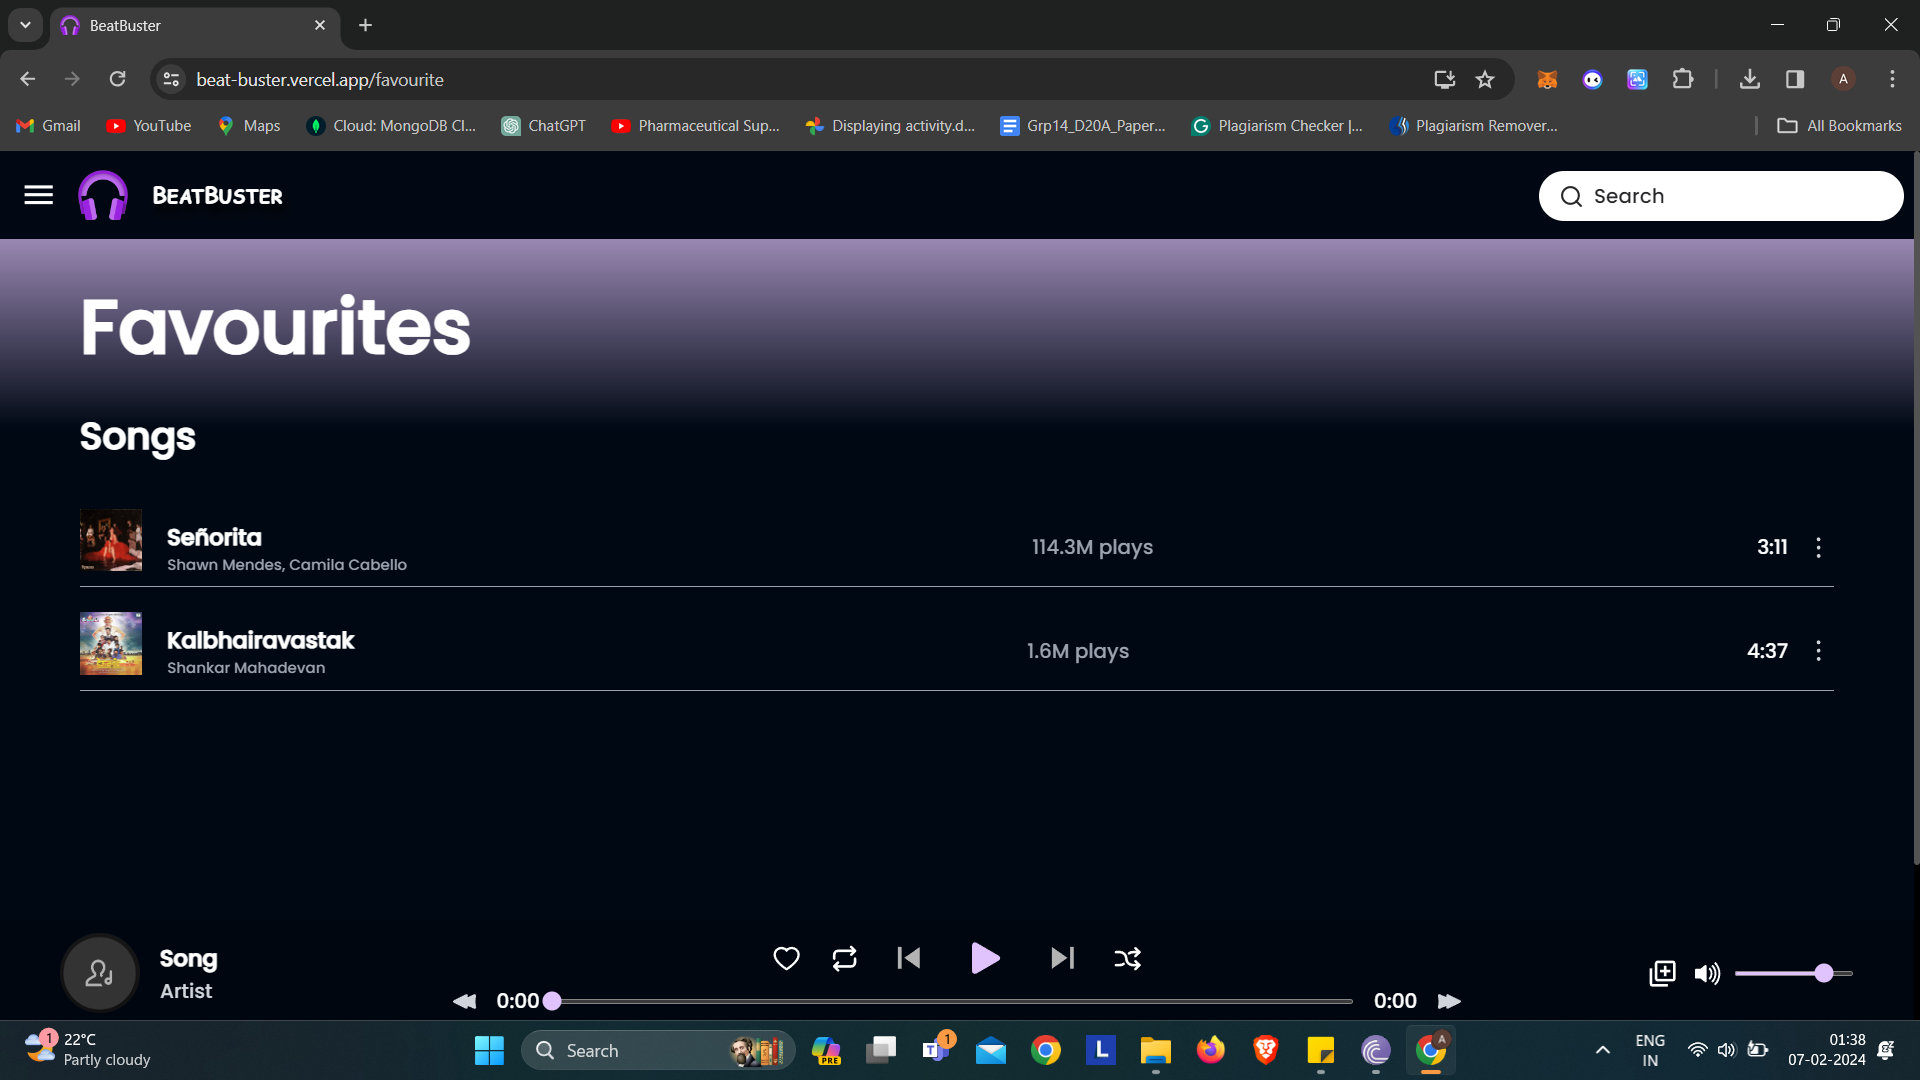 BeatBuster
beat-buster.vercel.app/favourite
A
Gmail
YouTube
Maps
Cloud: MongoDB Cl...
ChatGPT
Pharmaceutical Sup...
Displaying activity.d...
Grp14_D20A_Paper...
Plagiarism Checker |...
Plagiarism Remover...
All Bookmarks
BEATBUSTER
Search
Favourites
Songs
Señorita
Shawn Mendes, Camila Cabello
114.3M plays
3:11
Kalbhairavastak
Shankar Mahadevan
1.6M plays
4:37
Song
Artist
0:00
0:00
1
22°C
Partly cloudy
Search
PRE
T
1
L
A
ENG
IN
01:38
07-02-2024